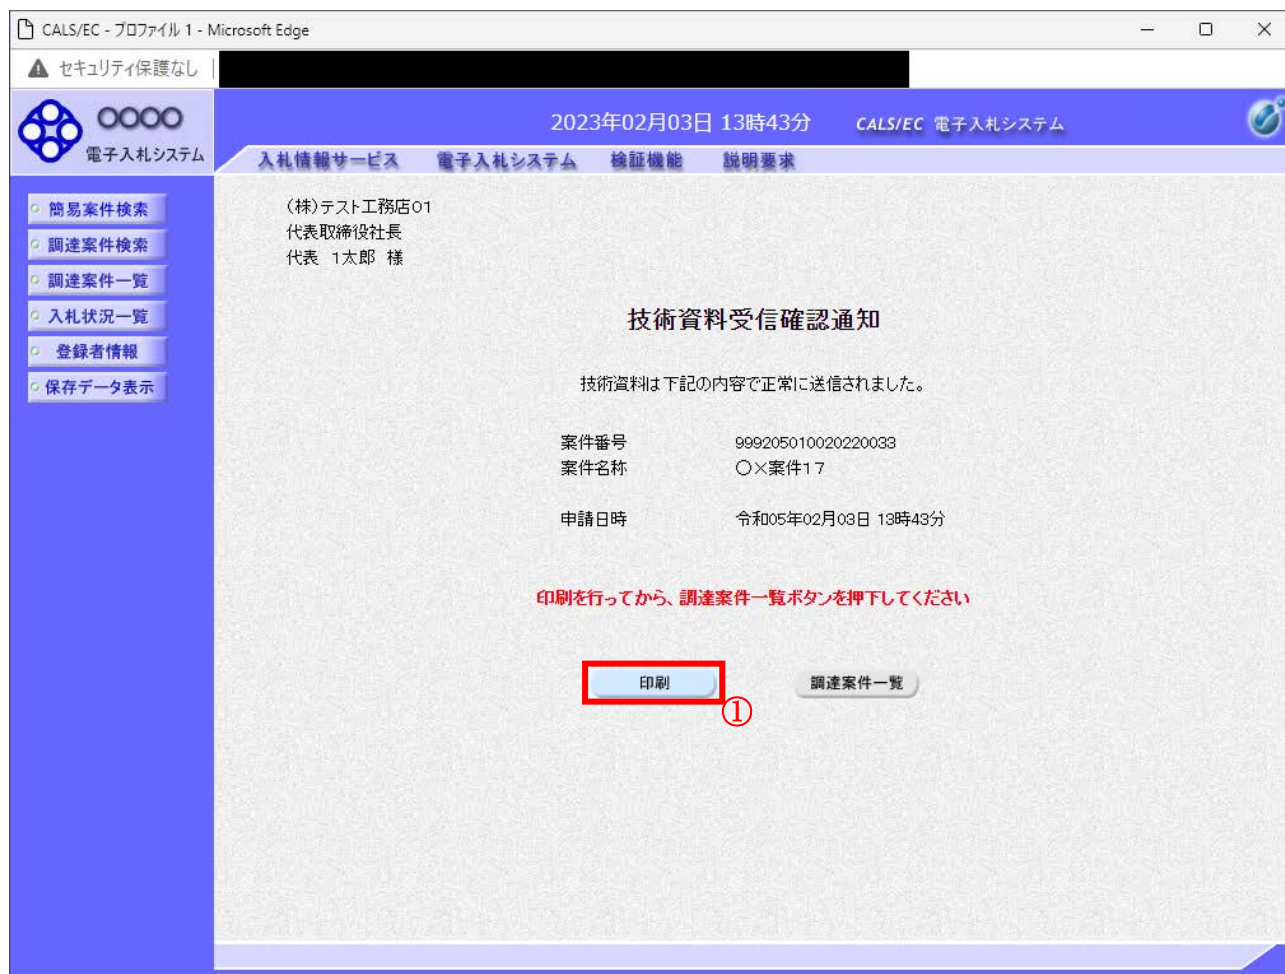 CALS/EC - プロファイル 1 - Microsoft Edge
セキュリティ保護なし
OOOO
電子入札システム
2023年02月03日 13時43分 CALS/EC 電子入札システム
入札情報サービス 電子入札システム 検証機能 説明要求
簡易案件検索
調達案件検索
調達案件一覧
入札状況一覧
登録者情報
保存データ表示
(株)テスト工務店01
代表取締役社長
代表 1太郎 様
技術資料受信確認通知
技術資料は下記の内容で正常に送信されました。
案件番号 999205010020220033
案件名称 〇×案件17
申請日時 令和05年02月03日 13時43分
印刷を行ってから、調達案件一覧ボタンを押下してください
印刷 調達案件一覧
①